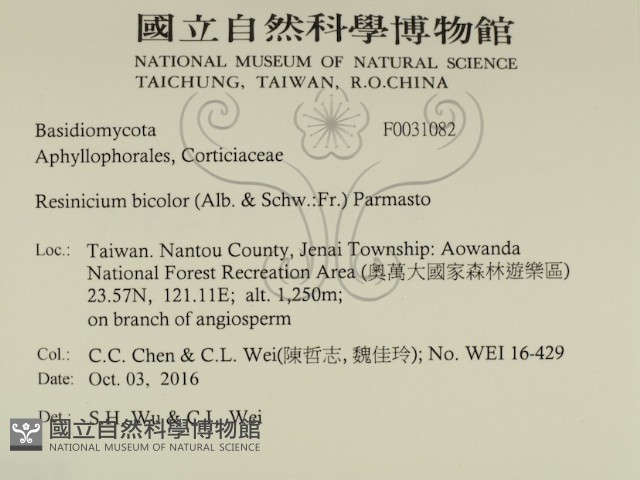 國立自然科學博物館
NATIONAL MUSEUM OF NATURAL SCIENCE
TAICHUNG, TAIWAN, R.O.CHINA
Basidiomycota F0031082
Aphyllophorales, Corticiaceae
Resinicium bicolor (Alb. & Schw.:Fr.) Parmasto
Loc.: Taiwan. Nantou County, Jenai Township: Aowanda
National Forest Recreation Area (奧萬大國家森林遊樂區)
23.57N, 121.11E; alt. 1,250m;
on branch of angiosperm
Col.: C.C. Chen & C.L. Wei(陳哲志, 魏佳玲); No. WEI 16-429
Date: Oct. 03, 2016
Det.: S.H. Wu & C.L. Wei
國立自然科學博物館
NATIONAL MUSEUM OF NATURAL SCIENCE